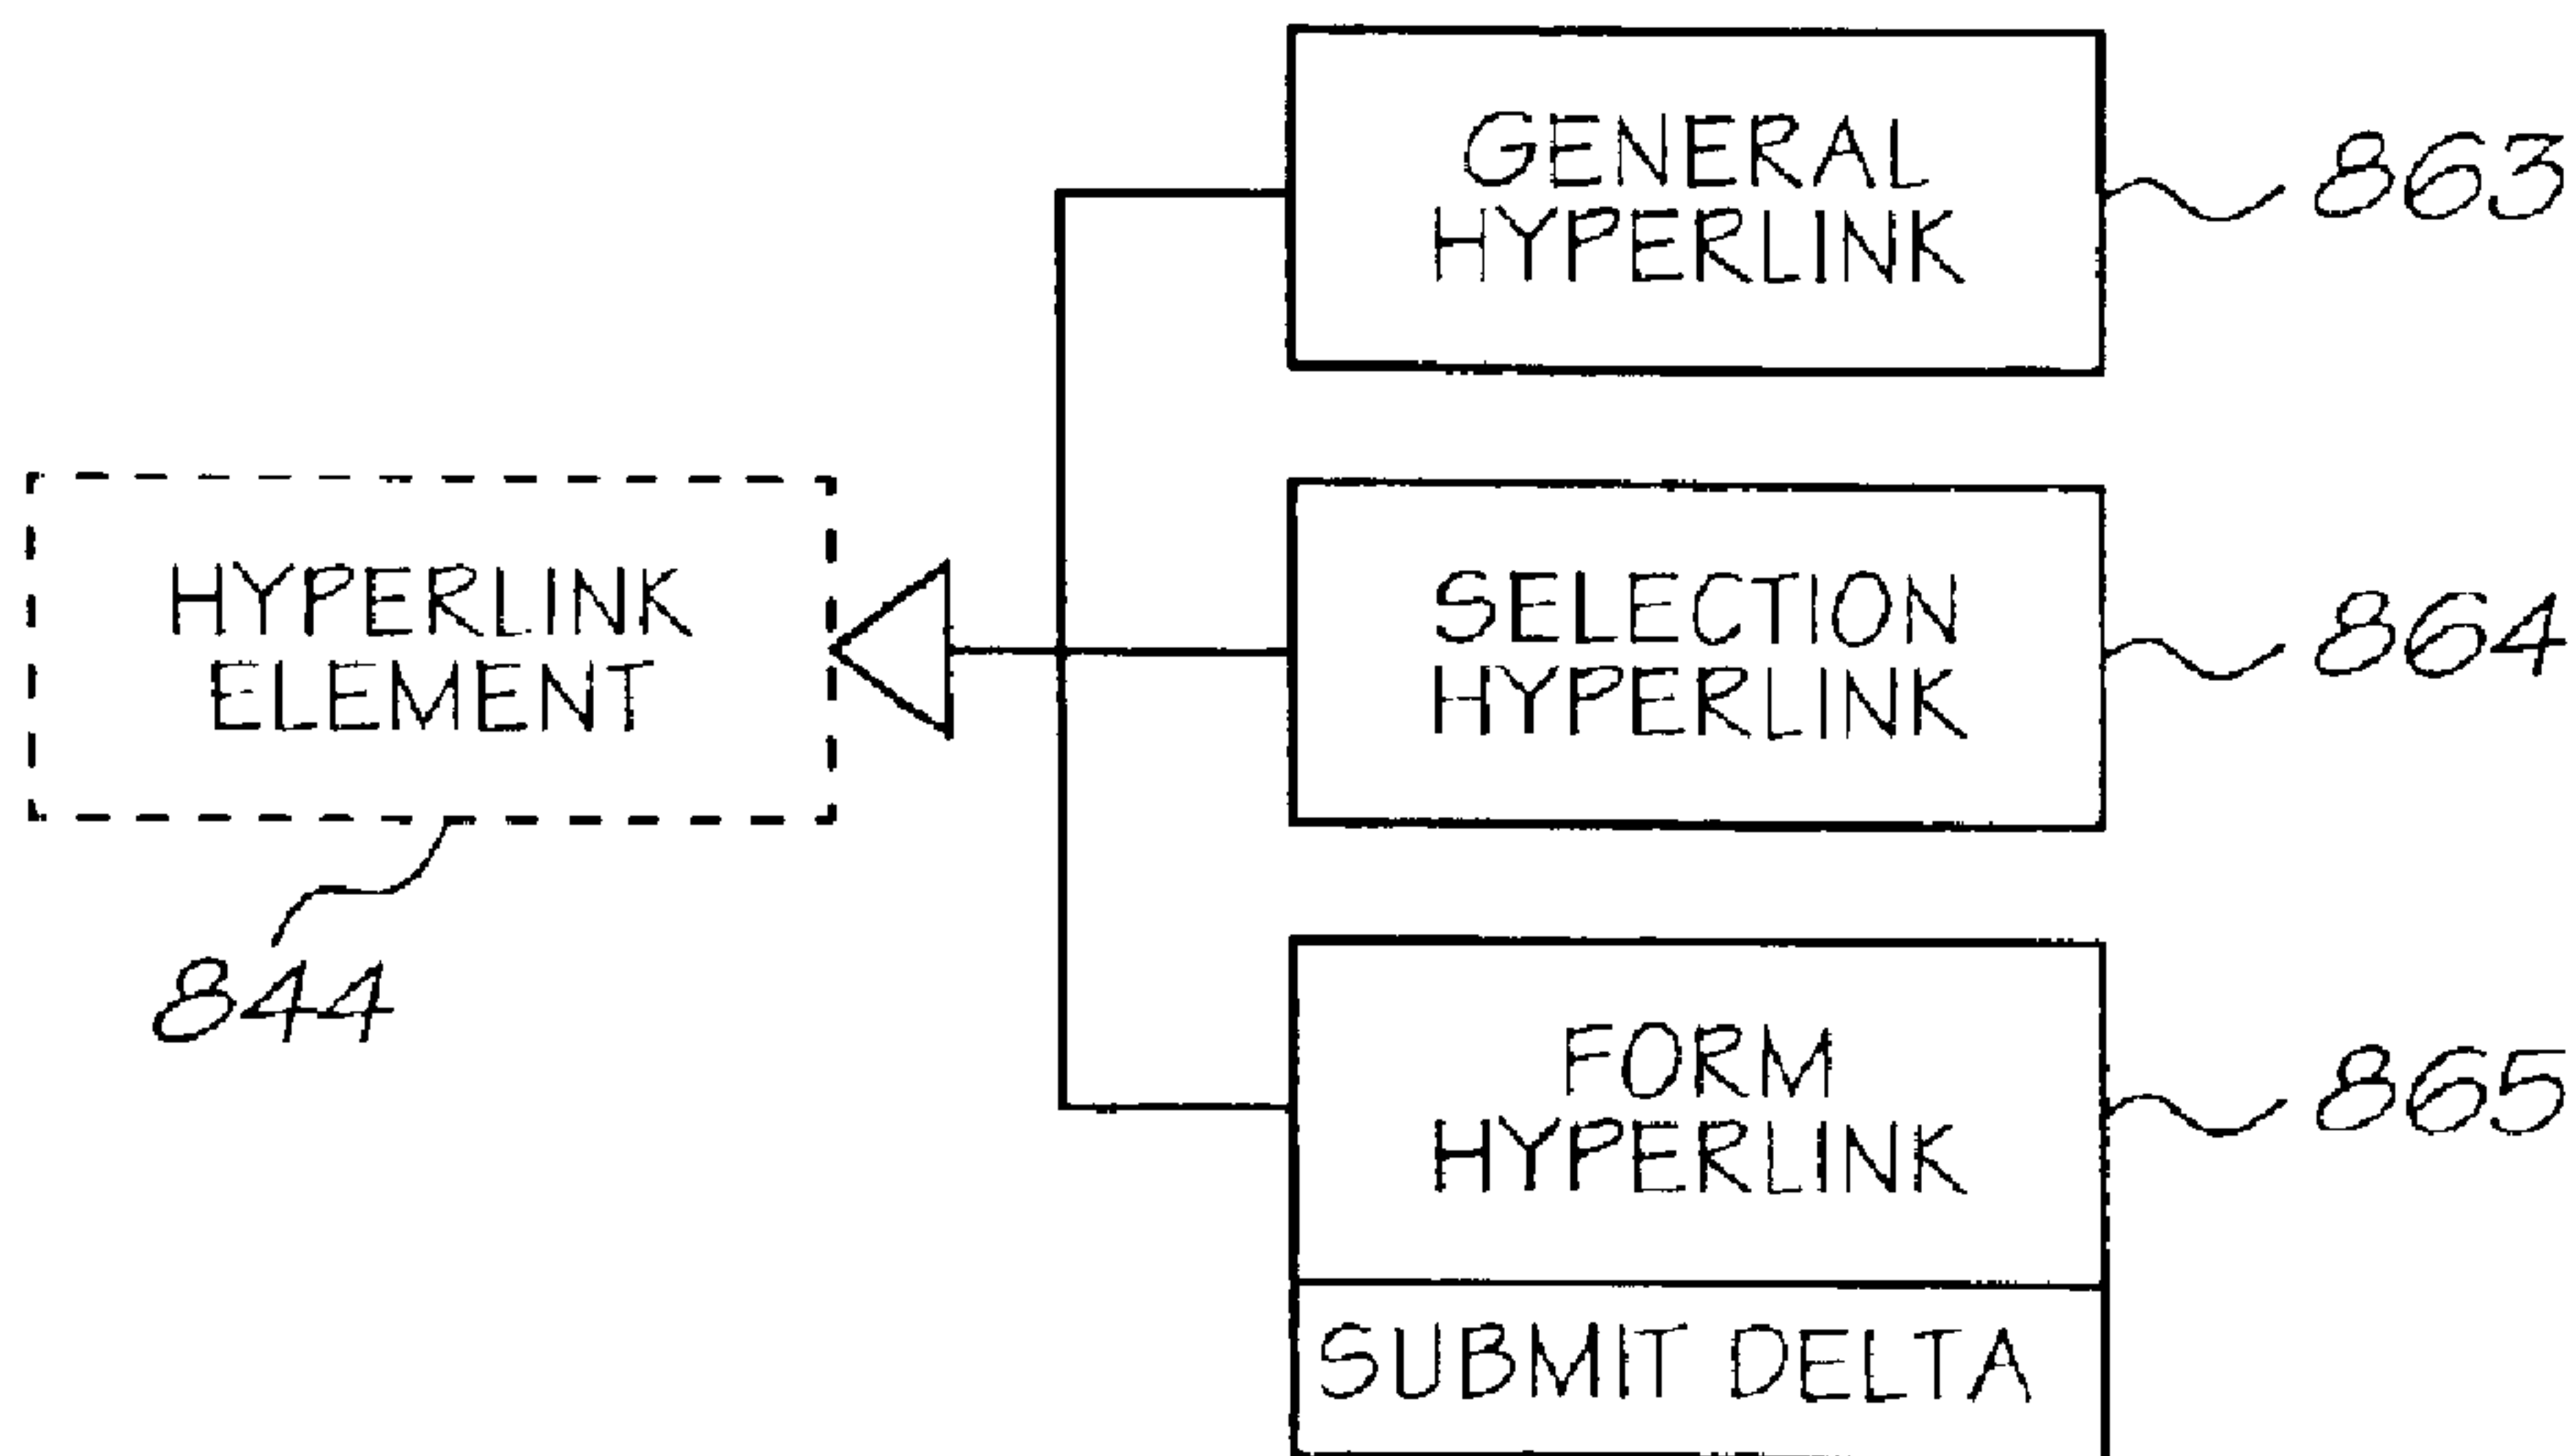 GENERAL
HYPERLINK
863
HYPERLINK
ELEMENT
844
SELECTION
HYPERLINK
864
FORM
HYPERLINK
865
SUBMIT DELTA